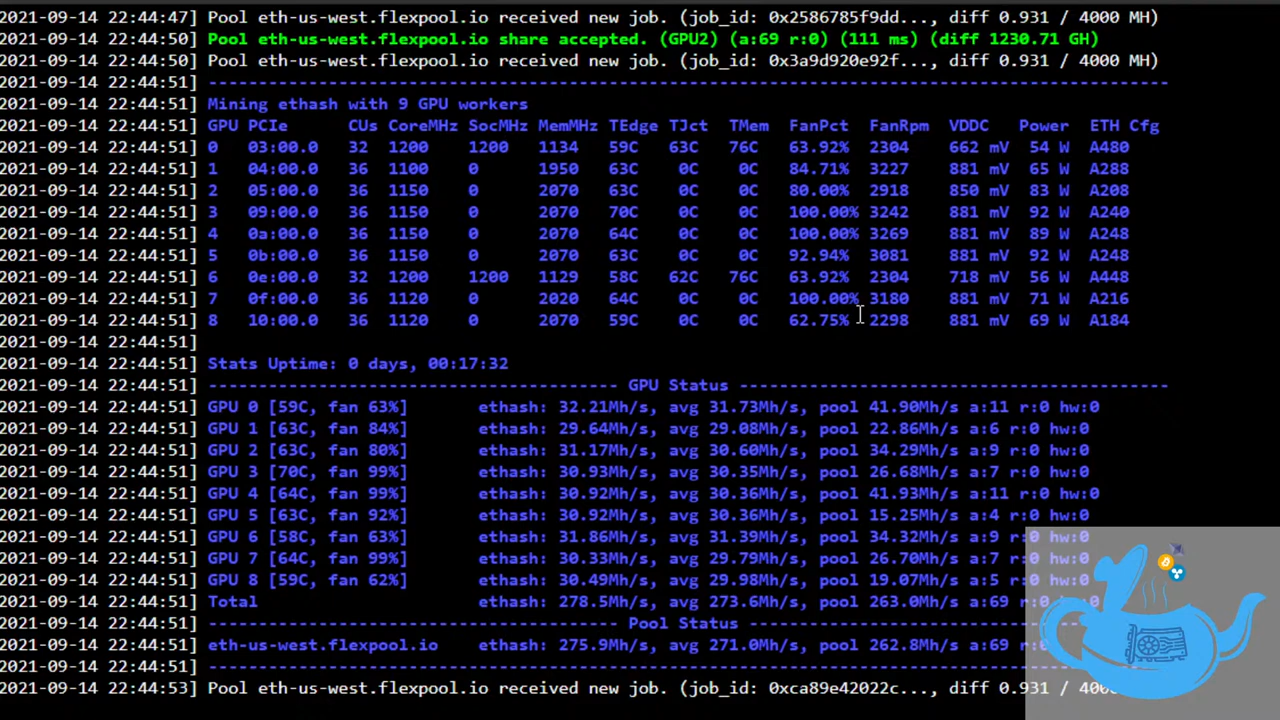 2021-09-14 22:44:47] Pool eth-us-west.flexpool.io received new job. (job_id: 0x2586785f9dd..., diff 0.931 / 4000 MH)
2021-09-14 22:44:50] Pool eth-us-west.flexpool.io share accepted. (GPU2) (a:69 r:0) (111 ms) (diff 1230.71 GH)
2021-09-14 22:44:50] Pool eth-us-west.flexpool.io received new job. (job_id: 0x3a9d920e92f..., diff 0.931 / 4000 MH)
2021-09-14 22:44:51] ------------------------------------------------------------------------------------------------
2021-09-14 22:44:51] Mining ethash with 9 GPU workers
2021-09-14 22:44:51] GPU PCIe CUs CoreMHz SocMHz MemMHz TEdge TJct TMem FanPct FanRpm VDDC Power ETH Cfg
2021-09-14 22:44:51] 0 03:00.0 32 1200 1200 1134 59C 63C 76C 63.92% 2304 662 mV 54 W A480
2021-09-14 22:44:51] 1 04:00.0 36 1100 0 1950 63C 0C 0C 84.71% 3227 881 mV 65 W A288
2021-09-14 22:44:51] 2 05:00.0 36 1150 0 2070 63C 0C 0C 80.00% 2918 850 mV 83 W A208
2021-09-14 22:44:51] 3 09:00.0 36 1150 0 2070 70C 0C 0C 100.00% 3242 881 mV 92 W A240
2021-09-14 22:44:51] 4 0a:00.0 36 1150 0 2070 64C 0C 0C 100.00% 3269 881 mV 89 W A248
2021-09-14 22:44:51] 5 0b:00.0 36 1150 0 2070 63C 0C 0C 92.94% 3081 881 mV 92 W A248
2021-09-14 22:44:51] 6 0e:00.0 32 1200 1200 1129 58C 62C 76C 63.92% 2304 718 mV 56 W A448
2021-09-14 22:44:51] 7 0f:00.0 36 1120 0 2020 64C 0C 0C 100.00% 3180 881 mV 71 W A216
2021-09-14 22:44:51] 8 10:00.0 36 1120 0 2070 59C 0C 0C 62.75% 2298 881 mV 69 W A184
2021-09-14 22:44:51]
2021-09-14 22:44:51] Stats Uptime: 0 days, 00:17:32
2021-09-14 22:44:51] ----------------------------------------- GPU Status -------------------------------------------
2021-09-14 22:44:51] GPU 0 [59C, fan 63%] ethash: 32.21Mh/s, avg 31.73Mh/s, pool 41.90Mh/s a:11 r:0 hw:0
2021-09-14 22:44:51] GPU 1 [63C, fan 84%] ethash: 29.64Mh/s, avg 29.08Mh/s, pool 22.86Mh/s a:6 r:0 hw:0
2021-09-14 22:44:51] GPU 2 [63C, fan 80%] ethash: 31.17Mh/s, avg 30.60Mh/s, pool 34.29Mh/s a:9 r:0 hw:0
2021-09-14 22:44:51] GPU 3 [70C, fan 99%] ethash: 30.93Mh/s, avg 30.35Mh/s, pool 26.68Mh/s a:7 r:0 hw:0
2021-09-14 22:44:51] GPU 4 [64C, fan 99%] ethash: 30.92Mh/s, avg 30.36Mh/s, pool 41.93Mh/s a:11 r:0 hw:0
2021-09-14 22:44:51] GPU 5 [63C, fan 92%] ethash: 30.92Mh/s, avg 30.36Mh/s, pool 15.25Mh/s a:4 r:0 hw:0
2021-09-14 22:44:51] GPU 6 [58C, fan 63%] ethash: 31.86Mh/s, avg 31.39Mh/s, pool 34.32Mh/s a:9 r:0 hw:0
2021-09-14 22:44:51] GPU 7 [64C, fan 99%] ethash: 30.33Mh/s, avg 29.79Mh/s, pool 26.70Mh/s a:7 r:0 hw:0
2021-09-14 22:44:51] GPU 8 [59C, fan 62%] ethash: 30.49Mh/s, avg 29.98Mh/s, pool 19.07Mh/s a:5 r:0 hw:0
2021-09-14 22:44:51] Total ethash: 278.5Mh/s, avg 273.6Mh/s, pool 263.0Mh/s a:69 r:0 hw:0
2021-09-14 22:44:51] ----------------------------------------- Pool Status ------------------------------------------
2021-09-14 22:44:51] eth-us-west.flexpool.io ethash: 275.9Mh/s, avg 271.0Mh/s, pool 262.8Mh/s a:69
2021-09-14 22:44:51] ------------------------------------------------------------------------------------------------
2021-09-14 22:44:53] Pool eth-us-west.flexpool.io received new job. (job_id: 0xca89e42022c..., diff 0.931 /